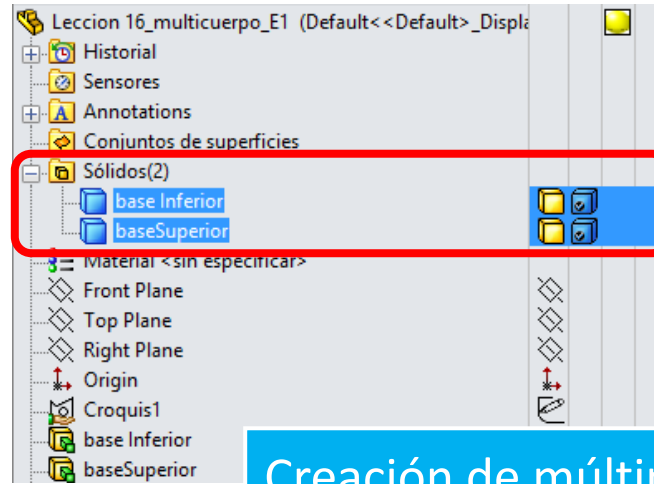 Leccion 16_multicuerpo_E1 (Default<<Default>_Displa
Historial
Sensores
Annotations
Conjuntos de superficies
Sólidos(2)
base Inferior
baseSuperior
Material <sin especificar>
Front Plane
Top Plane
Right Plane
Origin
Croquis1
base Inferior
baseSuperior
Creación de múltip